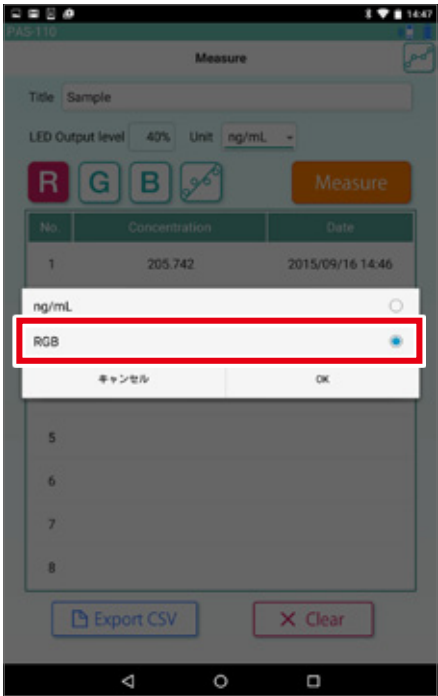 14:47
PAS-110
Measure
Title Sample
LED Output level 40% Unit ng/mL
R G B Measure
No. Concentration Date
1 205.742 2015/09/16 14:46
ng/mL
RGB
キャンセル OK
5
6
7
8
Export CSV Clear